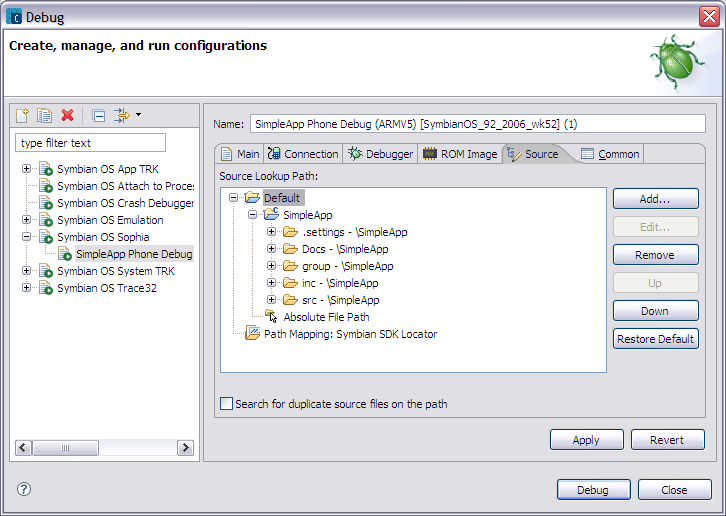 Debug
Create, manage, and run configurations
type filter text
Symbian OS App TRK
Symbian OS Attach to Proce
Symbian OS Crash Debugger
Symbian OS Emulation
Symbian OS Sophia
SimpleApp Phone Debug
Symbian OS System TRK
Symbian OS Trace32
Name: SimpleApp Phone Debug (ARMV5) [SymbianOS_92_2006_wk52] (1)
Main Connection Debugger ROM Image Source Common
Source Lookup Path:
Default
SimpleApp
.settings - \SimpleApp
Docs - \SimpleApp
group - \SimpleApp
inc - \SimpleApp
src - \SimpleApp
Absolute File Path
Path Mapping: Symbian SDK Locator
Add...
Edit...
Remove
Up
Down
Restore Default
Search for duplicate source files on the path
Apply Revert
? Debug Close